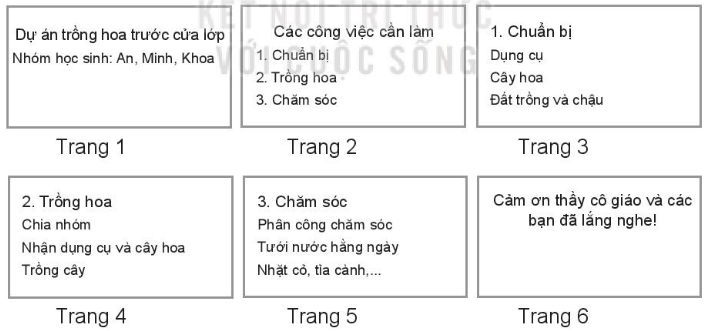 KẾT NỐI TRI THỨC
VỚI CUỘC SỐNG
Dự án trồng hoa trước cửa lớp
Nhóm học sinh: An, Minh, Khoa
Trang 1
Các công việc cần làm
1. Chuẩn bị
2. Trồng hoa
3. Chăm sóc
Trang 2
1. Chuẩn bị
Dụng cụ
Cây hoa
Đất trồng và chậu
Trang 3
2. Trồng hoa
Chia nhóm
Nhận dụng cụ và cây hoa
Trồng cây
Trang 4
3. Chăm sóc
Phân công chăm sóc
Tưới nước hằng ngày
Nhặt cỏ, tỉa cành,...
Trang 5
Cảm ơn thầy cô giáo và các
bạn đã lắng nghe!
Trang 6